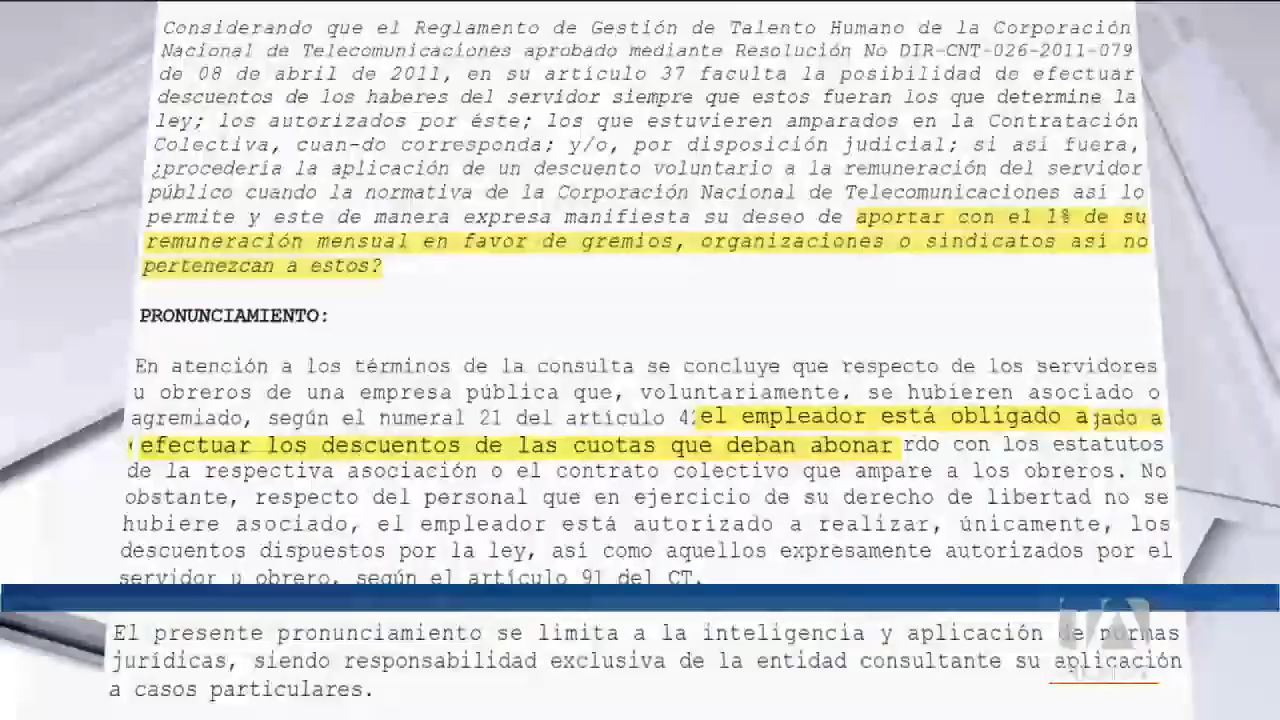 Considerando que el Reglamento de Gestión de Talento Humano de la Corporación
Nacional de Telecomunicaciones aprobado mediante Resolución No DIR-CNT-026-2011-079
de 08 de abril de 2011, en su artículo 37 faculta la posibilidad de efectuar
descuentos de los haberes del servidor siempre que estos fueran los que determine la
ley; los autorizados por éste; los que estuvieren amparados en la Contratación
Colectiva, cuan-do corresponda; y/o, por disposición judicial; si así fuera,
¿procedería la aplicación de un descuento voluntario a la remuneración del servidor
público cuando la normativa de la Corporación Nacional de Telecomunicaciones así lo
permite y este de manera expresa manifiesta su deseo de aportar con el 1% de su
remuneración mensual en favor de gremios, organizaciones o sindicatos así no
pertenezcan a estos?
PRONUNCIAMIENTO:
En atención a los términos de la consulta se concluye que respecto de los servidores
u obreros de una empresa pública que, voluntariamente, se hubieren asociado o
agremiado, según el numeral 21 del artículo 42 el empleador está obligado a jado a
efectuar los descuentos de las cuotas que deban abonar rdo con los estatutos
de la respectiva asociación o el contrato colectivo que ampare a los obreros. No
obstante, respecto del personal que en ejercicio de su derecho de libertad no se
hubiere asociado, el empleador está autorizado a realizar, únicamente, los
descuentos dispuestos por la ley, así como aquellos expresamente autorizados por el
servidor u obrero, según el artículo 91 del CT.
El presente pronunciamiento se limita a la inteligencia y aplicación de normas
jurídicas, siendo responsabilidad exclusiva de la entidad consultante su aplicación
a casos particulares.